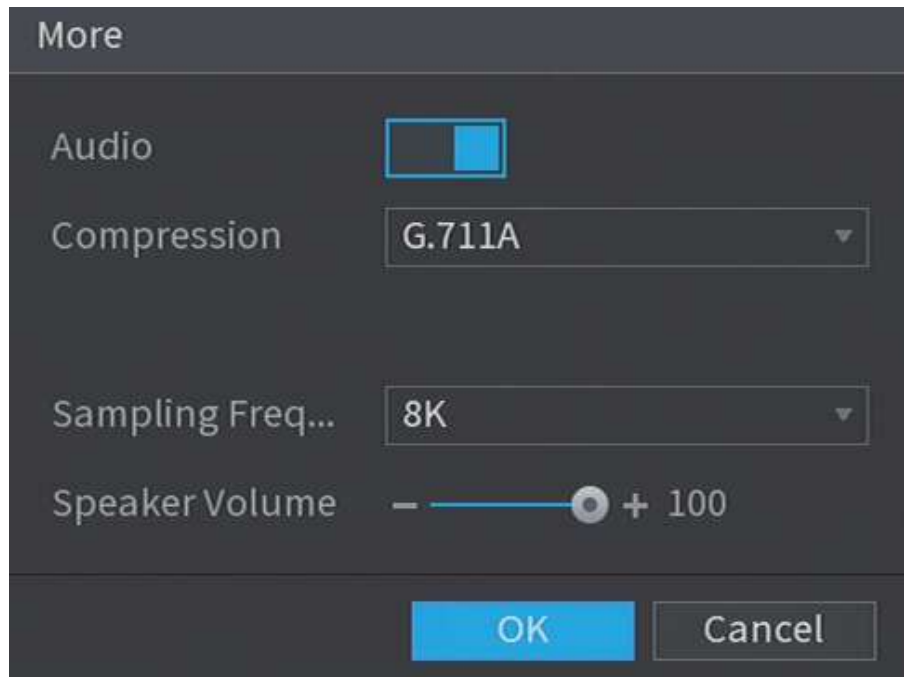 More
Audio
Compression G.711A
Sampling Freq... 8K
Speaker Volume − + 100
OK Cancel